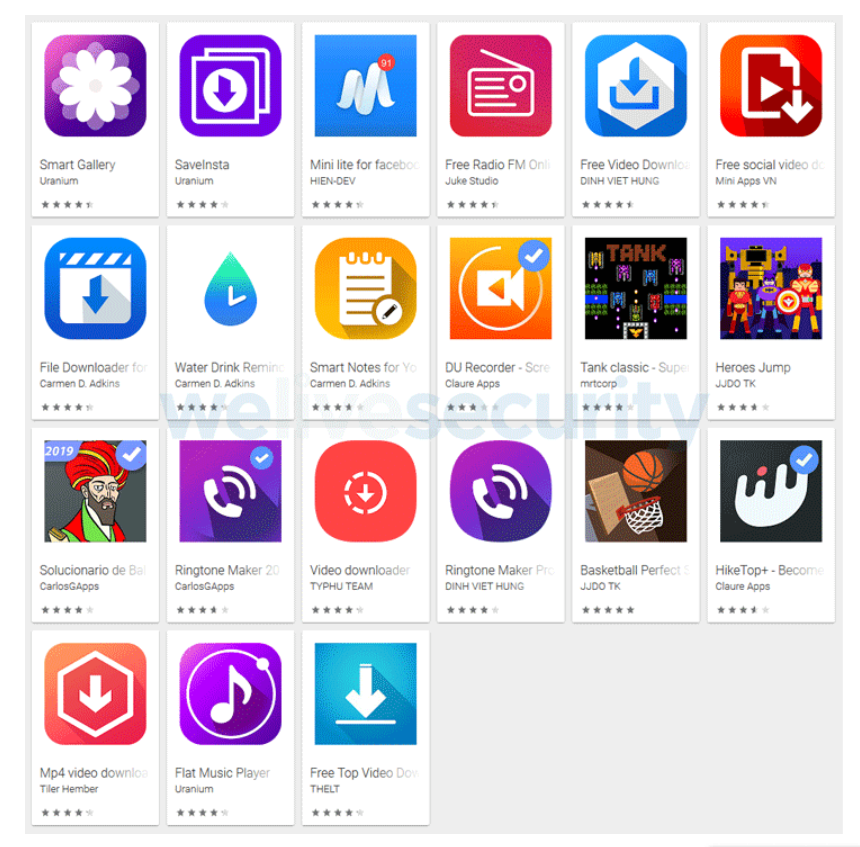 91
Smart Gallery
Uranium
SaveInsta
Uranium
Mini lite for faceboo
HIEN-DEV
Free Radio FM Onli
Juke Studio
Free Video Downloa
DINH VIET HUNG
Free social video do
Mini Apps VN
TANK
File Downloader for
Carmen D. Adkins
Water Drink Remind
Carmen D. Adkins
Smart Notes for Yo
Carmen D. Adkins
DU Recorder - Scre
Claure Apps
Tank classic - Super
mrtcorp
Heroes Jump
JJDO TK
welivesecurity
2019
Solucionario de Bal
CarlosGApps
Ringtone Maker 20
CarlosGApps
Video downloader
TYPHU TEAM
Ringtone Maker Pro
DINH VIET HUNG
Basketball Perfect S
JJDO TK
HikeTop+ - Become
Claure Apps
Mp4 video downloa
Tiler Hember
Flat Music Player
Uranium
Free Top Video Dow
THELT